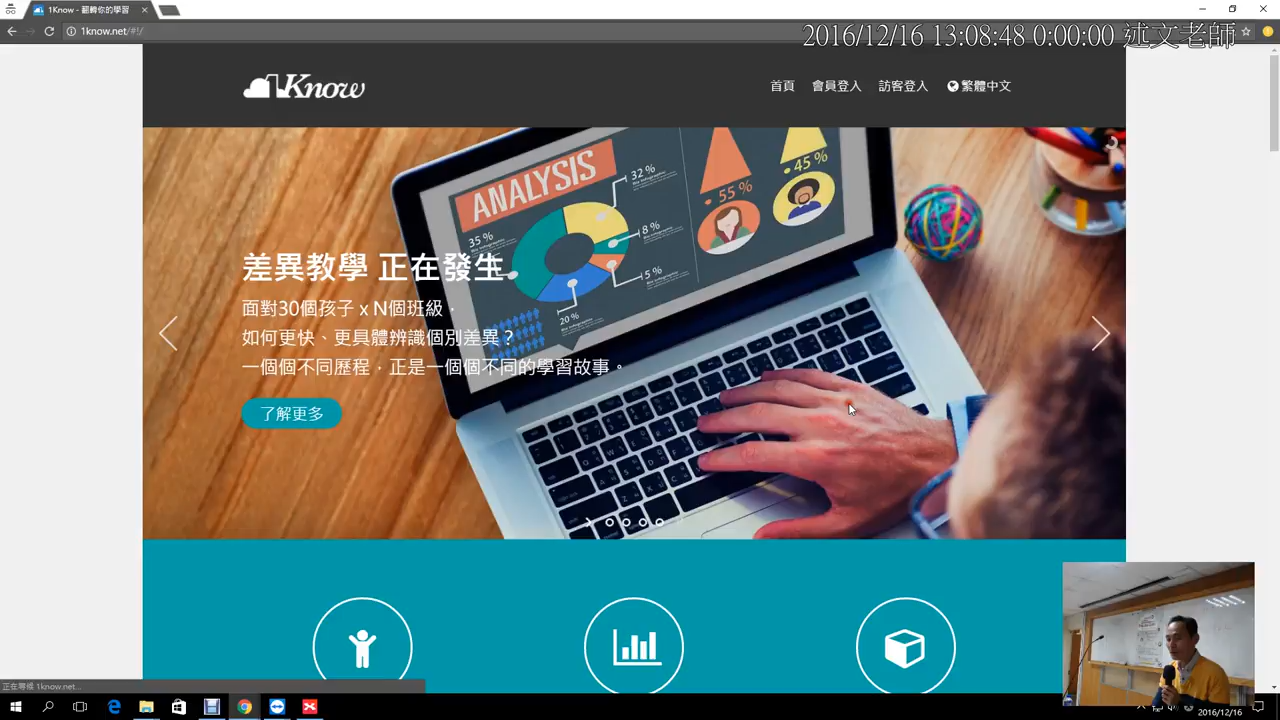 1Know - 翻轉你的學習
1know.net/#!/
2016/12/16 13:08:48 0:00:00 述文老師
1Know
首頁 會員登入 訪客登入 繁體中文
ANALYSIS
32 %
35 %
8 %
5 %
20 %
55 %
45 %
差異教學 正在發生
面對30個孩子 x N個班級，
如何更快、更具體辨識個別差異？
一個個不同歷程，正是一個個不同的學習故事。
了解更多
正在等候 1know.net...
2016/12/16